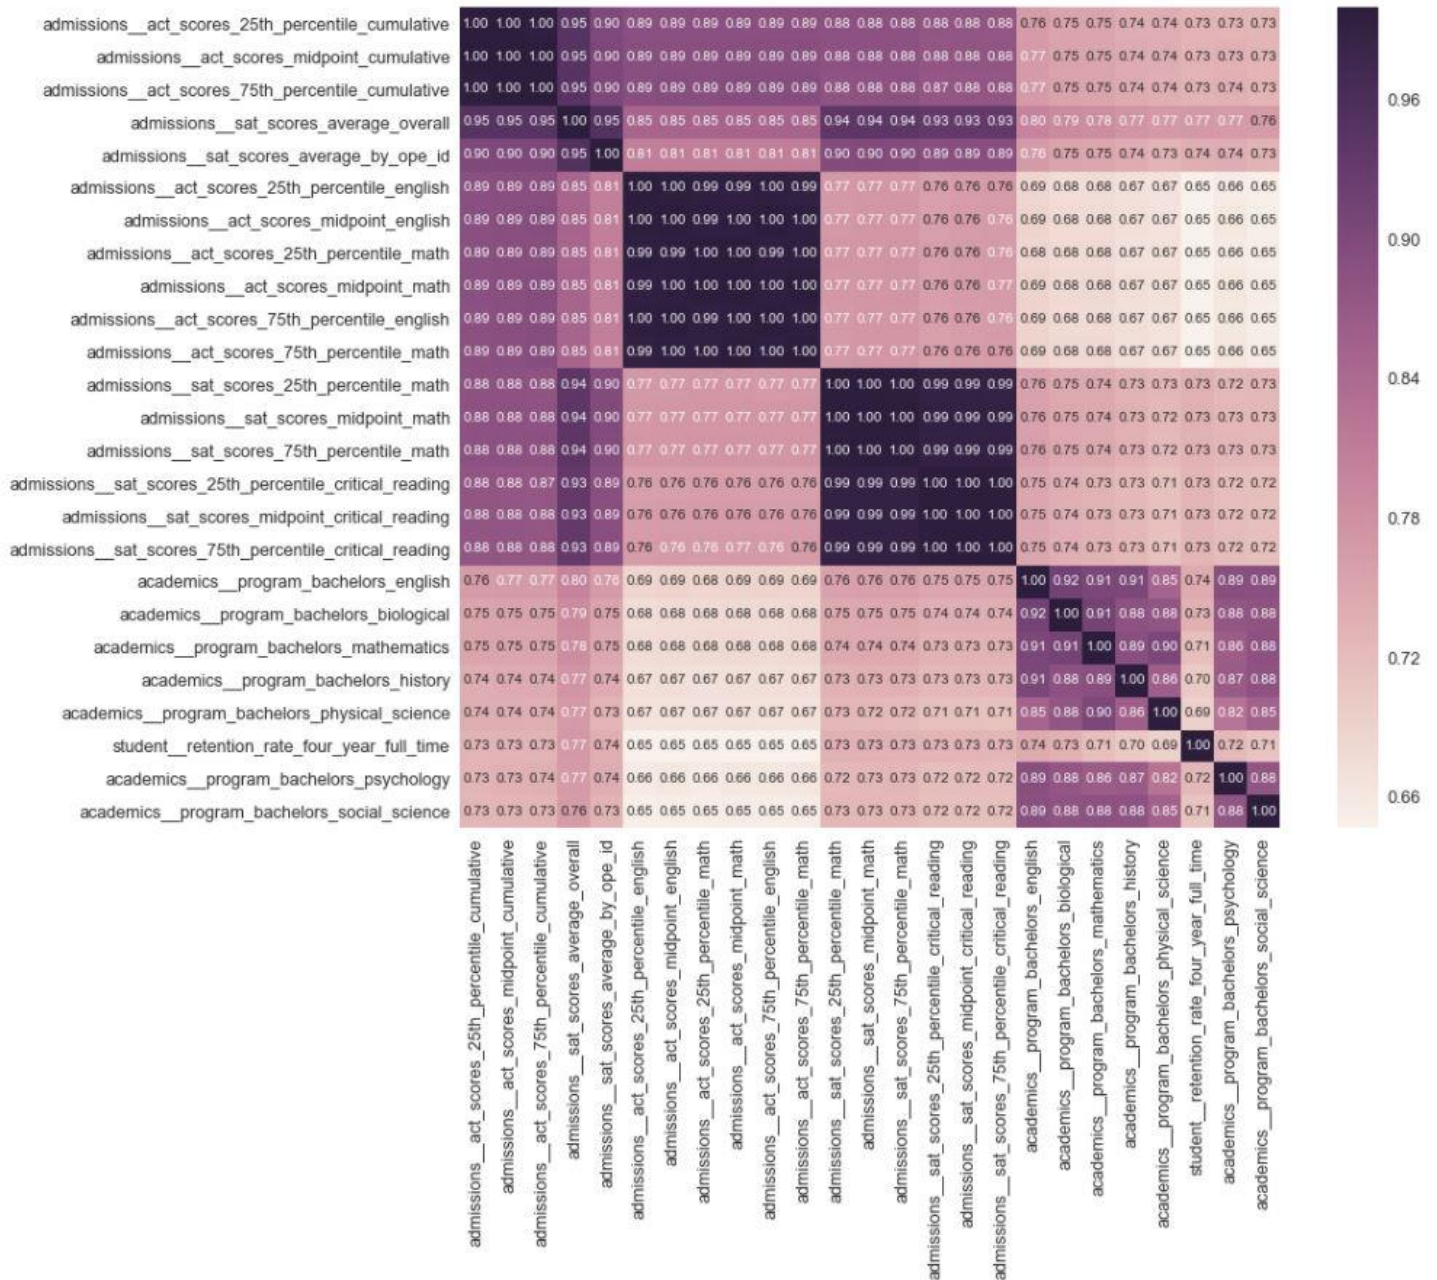 admissions__act_scores_25th_percentile_cumulative 1.00 1.00 1.00 0.95 0.90 0.89 0.89 0.89 0.89 0.89 0.89 0.88 0.88 0.88 0.88 0.88 0.88 0.76 0.75 0.75 0.74 0.74 0.73 0.73 0.73
admissions__act_scores_midpoint_cumulative 1.00 1.00 1.00 0.95 0.90 0.89 0.89 0.89 0.89 0.89 0.89 0.88 0.88 0.88 0.88 0.88 0.88 0.77 0.75 0.75 0.74 0.74 0.73 0.73 0.73
admissions__act_scores_75th_percentile_cumulative 1.00 1.00 1.00 0.95 0.90 0.89 0.89 0.89 0.89 0.89 0.89 0.88 0.88 0.88 0.87 0.88 0.88 0.77 0.75 0.75 0.74 0.74 0.73 0.74 0.73
0.96
admissions__sat_scores_average_overall 0.95 0.95 0.95 1.00 0.95 0.85 0.85 0.85 0.85 0.85 0.85 0.94 0.94 0.94 0.93 0.93 0.93 0.80 0.79 0.78 0.77 0.77 0.77 0.77 0.76
admissions__sat_scores_average_by_ope_id 0.90 0.90 0.90 0.95 1.00 0.81 0.81 0.81 0.81 0.81 0.81 0.90 0.90 0.90 0.89 0.89 0.89 0.76 0.75 0.75 0.74 0.73 0.74 0.74 0.73
admissions__act_scores_25th_percentile_english 0.89 0.89 0.89 0.85 0.81 1.00 1.00 0.99 0.99 1.00 0.99 0.77 0.77 0.77 0.76 0.76 0.76 0.69 0.68 0.68 0.67 0.67 0.65 0.66 0.65
admissions__act_scores_midpoint_english 0.89 0.89 0.89 0.85 0.81 1.00 1.00 0.99 1.00 1.00 1.00 0.77 0.77 0.77 0.76 0.76 0.76 0.69 0.68 0.68 0.67 0.67 0.65 0.66 0.65
0.90
admissions__act_scores_25th_percentile_math 0.89 0.89 0.89 0.85 0.81 0.99 0.99 1.00 1.00 0.99 1.00 0.77 0.77 0.77 0.76 0.76 0.76 0.68 0.68 0.68 0.67 0.67 0.65 0.66 0.65
admissions__act_scores_midpoint_math 0.89 0.89 0.89 0.85 0.81 0.99 1.00 1.00 1.00 1.00 1.00 0.77 0.77 0.77 0.76 0.76 0.77 0.69 0.68 0.68 0.67 0.67 0.65 0.66 0.65
admissions__act_scores_75th_percentile_english 0.89 0.89 0.89 0.85 0.81 1.00 1.00 0.99 1.00 1.00 1.00 0.77 0.77 0.77 0.76 0.76 0.76 0.69 0.68 0.68 0.67 0.67 0.65 0.66 0.65
admissions__act_scores_75th_percentile_math 0.89 0.89 0.89 0.85 0.81 0.99 1.00 1.00 1.00 1.00 1.00 0.77 0.77 0.77 0.76 0.76 0.76 0.69 0.68 0.68 0.67 0.67 0.65 0.66 0.65
0.84
admissions__sat_scores_25th_percentile_math 0.88 0.88 0.88 0.94 0.90 0.77 0.77 0.77 0.77 0.77 0.77 1.00 1.00 1.00 0.99 0.99 0.99 0.76 0.75 0.74 0.73 0.73 0.73 0.72 0.73
admissions__sat_scores_midpoint_math 0.88 0.88 0.88 0.94 0.90 0.77 0.77 0.77 0.77 0.77 0.77 1.00 1.00 1.00 0.99 0.99 0.99 0.76 0.75 0.74 0.73 0.72 0.73 0.73 0.73
admissions__sat_scores_75th_percentile_math 0.88 0.88 0.88 0.94 0.90 0.77 0.77 0.77 0.77 0.77 0.77 1.00 1.00 1.00 0.99 0.99 0.99 0.76 0.75 0.74 0.73 0.72 0.73 0.73 0.73
admissions__sat_scores_25th_percentile_critical_reading 0.88 0.88 0.87 0.93 0.89 0.76 0.76 0.76 0.76 0.76 0.76 0.99 0.99 0.99 1.00 1.00 1.00 0.75 0.74 0.73 0.73 0.71 0.73 0.72 0.72
admissions__sat_scores_midpoint_critical_reading 0.88 0.88 0.88 0.93 0.89 0.76 0.76 0.76 0.76 0.76 0.76 0.99 0.99 0.99 1.00 1.00 1.00 0.75 0.74 0.73 0.73 0.71 0.73 0.72 0.72
0.78
admissions__sat_scores_75th_percentile_critical_reading 0.88 0.88 0.88 0.93 0.89 0.76 0.76 0.76 0.77 0.76 0.76 0.99 0.99 0.99 1.00 1.00 1.00 0.75 0.74 0.73 0.73 0.71 0.73 0.72 0.72
academics__program_bachelors_english 0.76 0.77 0.77 0.80 0.76 0.69 0.69 0.68 0.69 0.69 0.69 0.76 0.76 0.76 0.75 0.75 0.75 1.00 0.92 0.91 0.91 0.85 0.74 0.89 0.89
academics__program_bachelors_biological 0.75 0.75 0.75 0.79 0.75 0.68 0.68 0.68 0.68 0.68 0.68 0.75 0.75 0.75 0.74 0.74 0.74 0.92 1.00 0.91 0.88 0.88 0.73 0.88 0.88
academics__program_bachelors_mathematics 0.75 0.75 0.75 0.78 0.75 0.68 0.68 0.68 0.68 0.68 0.68 0.74 0.74 0.74 0.73 0.73 0.73 0.91 0.91 1.00 0.89 0.90 0.71 0.86 0.88
0.72
academics__program_bachelors_history 0.74 0.74 0.74 0.77 0.74 0.67 0.67 0.67 0.67 0.67 0.67 0.73 0.73 0.73 0.73 0.73 0.73 0.91 0.88 0.89 1.00 0.86 0.70 0.87 0.88
academics__program_bachelors_physical_science 0.74 0.74 0.74 0.77 0.73 0.67 0.67 0.67 0.67 0.67 0.67 0.73 0.72 0.72 0.71 0.71 0.71 0.85 0.88 0.90 0.86 1.00 0.69 0.82 0.85
student__retention_rate_four_year_full_time 0.73 0.73 0.73 0.77 0.74 0.65 0.65 0.65 0.65 0.65 0.65 0.73 0.73 0.73 0.73 0.73 0.73 0.74 0.73 0.71 0.70 0.69 1.00 0.72 0.71
academics__program_bachelors_psychology 0.73 0.73 0.74 0.77 0.74 0.66 0.66 0.66 0.66 0.66 0.66 0.72 0.73 0.73 0.72 0.72 0.72 0.89 0.88 0.86 0.87 0.82 0.72 1.00 0.88
0.66
academics__program_bachelors_social_science 0.73 0.73 0.73 0.76 0.73 0.65 0.65 0.65 0.65 0.65 0.65 0.73 0.73 0.73 0.72 0.72 0.72 0.89 0.88 0.88 0.88 0.85 0.71 0.88 1.00
admissions__act_scores_25th_percentile_cumulative
admissions__act_scores_midpoint_cumulative
admissions__act_scores_75th_percentile_cumulative
admissions__sat_scores_average_overall
admissions__sat_scores_average_by_ope_id
admissions__act_scores_25th_percentile_english
admissions__act_scores_midpoint_english
admissions__act_scores_25th_percentile_math
admissions__act_scores_midpoint_math
admissions__act_scores_75th_percentile_english
admissions__act_scores_75th_percentile_math
admissions__sat_scores_25th_percentile_math
admissions__sat_scores_midpoint_math
admissions__sat_scores_75th_percentile_math
admissions__sat_scores_25th_percentile_critical_reading
admissions__sat_scores_midpoint_critical_reading
admissions__sat_scores_75th_percentile_critical_reading
academics__program_bachelors_english
academics__program_bachelors_biological
academics__program_bachelors_mathematics
academics__program_bachelors_history
academics__program_bachelors_physical_science
student__retention_rate_four_year_full_time
academics__program_bachelors_psychology
academics__program_bachelors_social_science